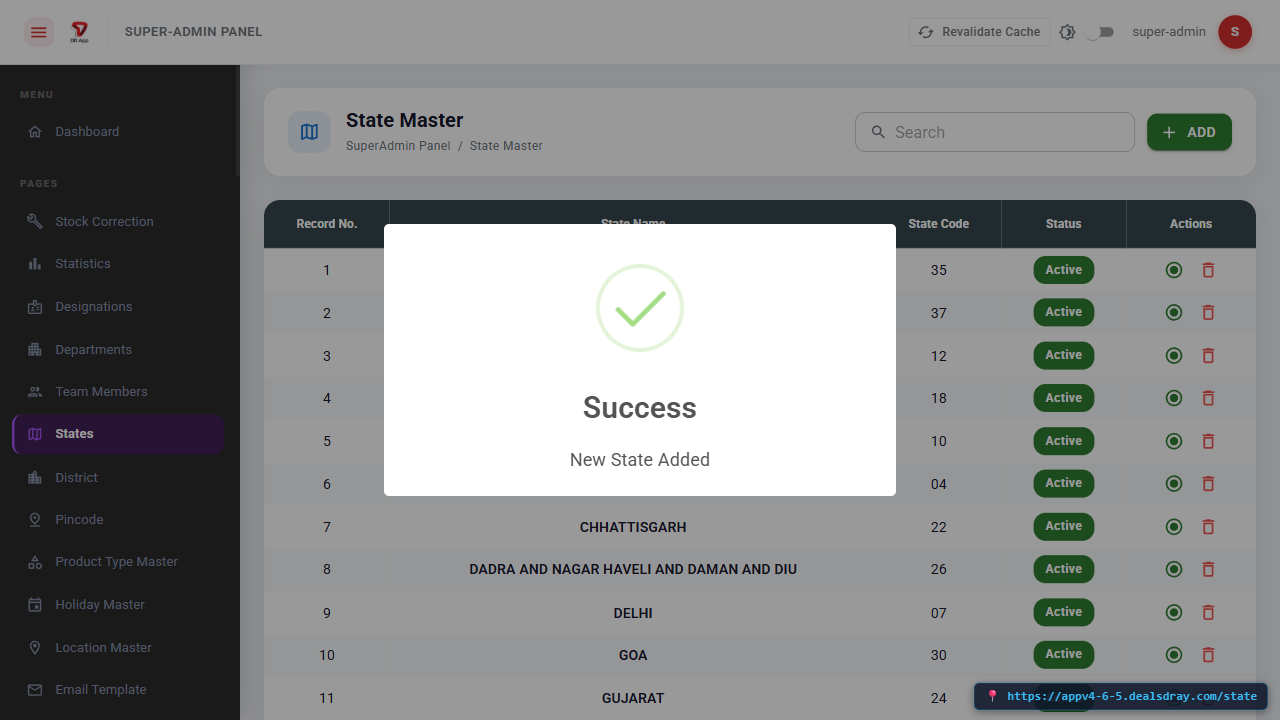 DD App
SUPER-ADMIN PANEL
Revalidate Cache
super-admin
S
MENU
Dashboard
PAGES
Stock Correction
Statistics
Designations
Departments
Team Members
States
District
Pincode
Product Type Master
Holiday Master
Location Master
Email Template
State Master
SuperAdmin Panel / State Master
Search
ADD
Record No. State Name State Code Status Actions
1 35 Active
2 37 Active
3 12 Active
4 18 Active
5 10 Active
6 04 Active
7 CHHATTISGARH 22 Active
8 DADRA AND NAGAR HAVELI AND DAMAN AND DIU 26 Active
9 DELHI 07 Active
10 GOA 30 Active
11 GUJARAT 24
Success
New State Added
https://appv4-6-5.dealsdray.com/state